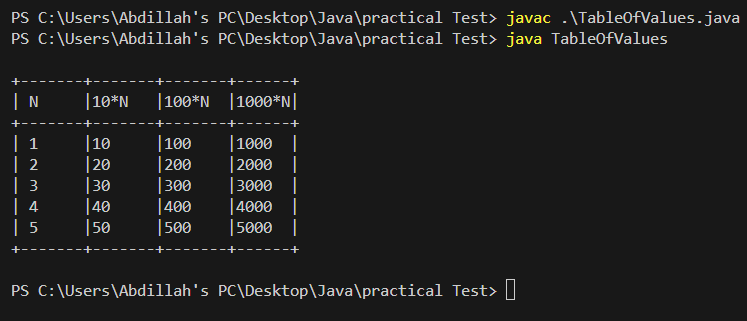 PS C:\Users\Abdillah's PC\Desktop\Java\practical Test> javac .\TableOfValues.java
PS C:\Users\Abdillah's PC\Desktop\Java\practical Test> java TableOfValues
+-------+-------+-------+------+
| N     |10*N   |100*N  |1000*N|
+-------+-------+-------+------+
| 1     |10     |100    |1000  |
| 2     |20     |200    |2000  |
| 3     |30     |300    |3000  |
| 4     |40     |400    |4000  |
| 5     |50     |500    |5000  |
+-------+-------+-------+------+
PS C:\Users\Abdillah's PC\Desktop\Java\practical Test>